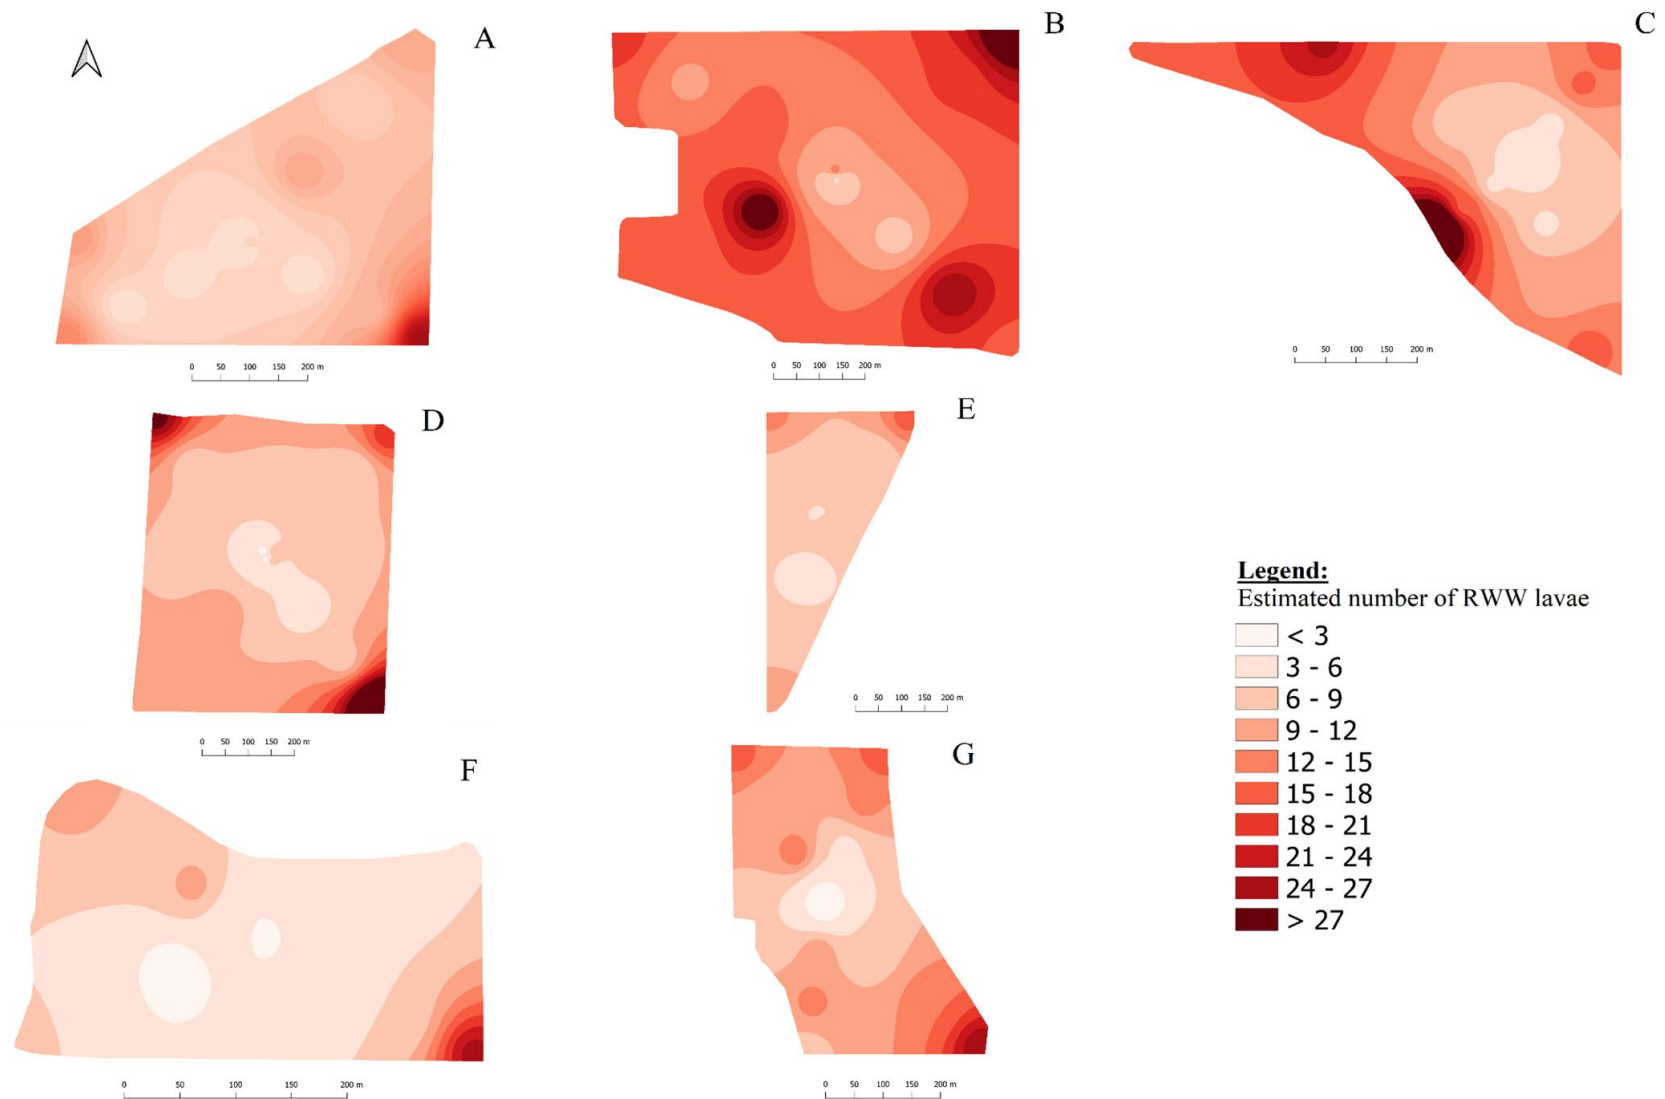 A
B
C
0 50 100 150 200 m
0 50 100 150 200 m
0 50 100 150 200 m
D
E
0 50 100 150 200 m
0 50 100 150 200 m
Legend:
Estimated number of RWW lavae
< 3
3 - 6
6 - 9
9 - 12
12 - 15
15 - 18
18 - 21
21 - 24
24 - 27
> 27
F
G
0 50 100 150 200 m
0 50 100 150 200 m